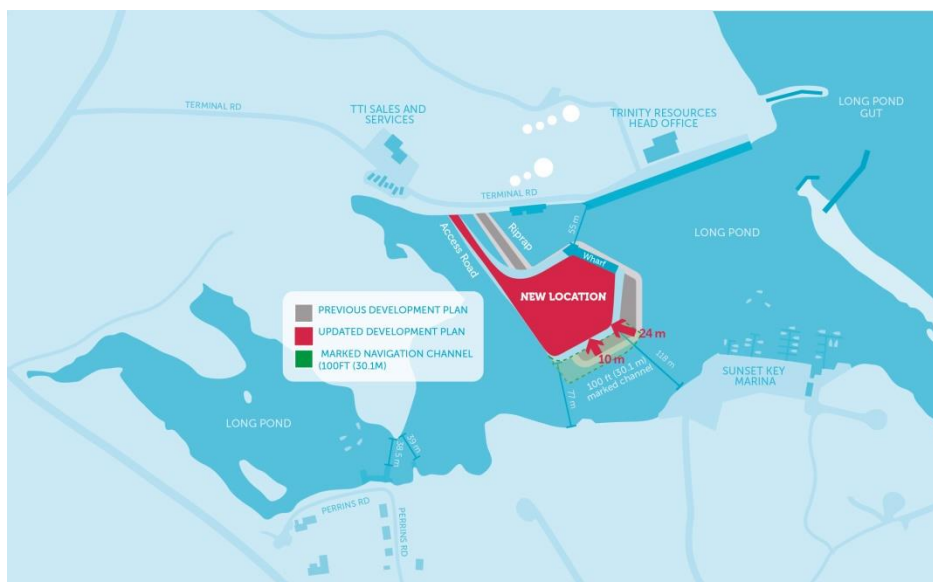 TERMINAL RD
TTI SALES AND
SERVICES
TRINITY RESOURCES
HEAD OFFICE
LONG POND
GUT
TERMINAL RD
Access Road
Riprap
55 m
Wharf
LONG POND
NEW LOCATION
PREVIOUS DEVELOPMENT PLAN
UPDATED DEVELOPMENT PLAN
MARKED NAVIGATION CHANNEL
(100FT (30.1M)
24 m
10 m
100 ft (30.1 m)
marked channel
118 m
77 m
SUNSET KEY
MARINA
LONG POND
38.5 m
39 m
PERRINS RD
PERRINS RD